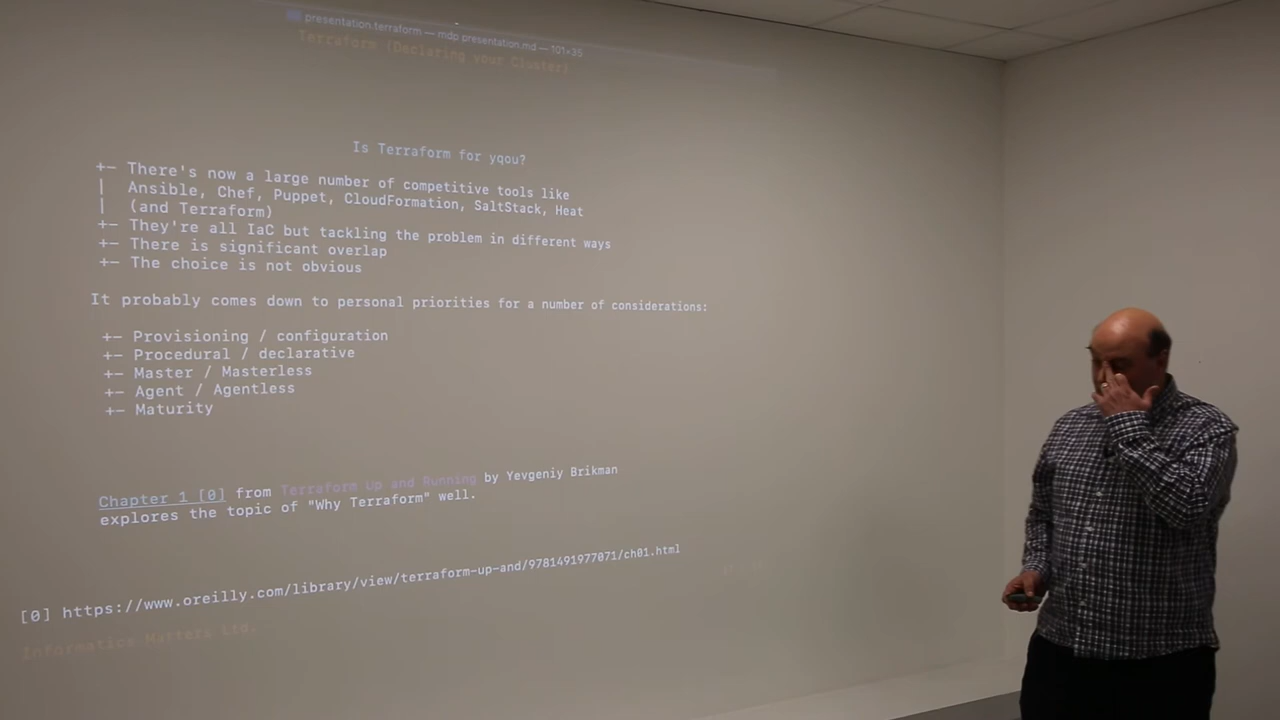 presentation.terraform — mdp presentation.md — 101×35
Terraform (Declaring your Cluster)
Is Terraform for yqou?
+— There's now a large number of competitive tools like
|  Ansible, Chef, Puppet, CloudFormation, SaltStack, Heat
|  (and Terraform)
+— They're all IaC but tackling the problem in different ways
+— There is significant overlap
+— The choice is not obvious
It probably comes down to personal priorities for a number of considerations:
+— Provisioning / configuration
+— Procedural / declarative
+— Master / Masterless
+— Agent / Agentless
+— Maturity
Chapter 1 [0] from Terraform Up and Running by Yevgeniy Brikman
explores the topic of "Why Terraform" well.
[0] https://www.oreilly.com/library/view/terraform-up-and/9781491977071/ch01.html
Informatics Matters Ltd.